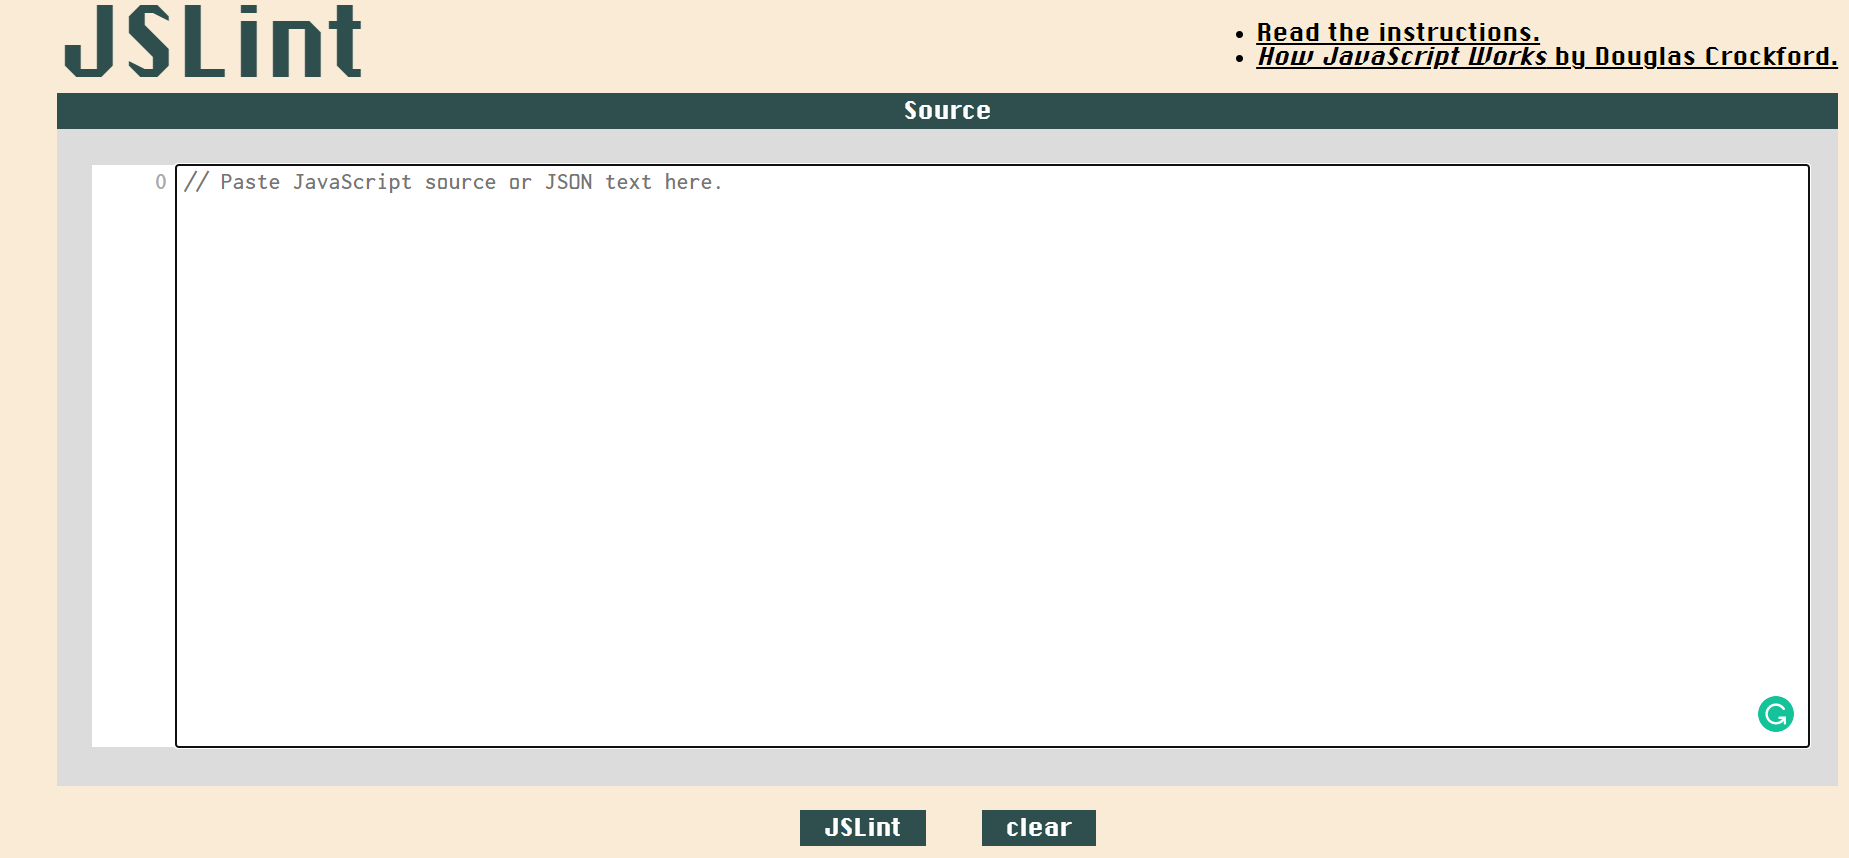 JSLint
Read the instructions.
How JavaScript Works by Douglas Crockford.
Source
0
// Paste JavaScript source or JSON text here.
JSLint
clear